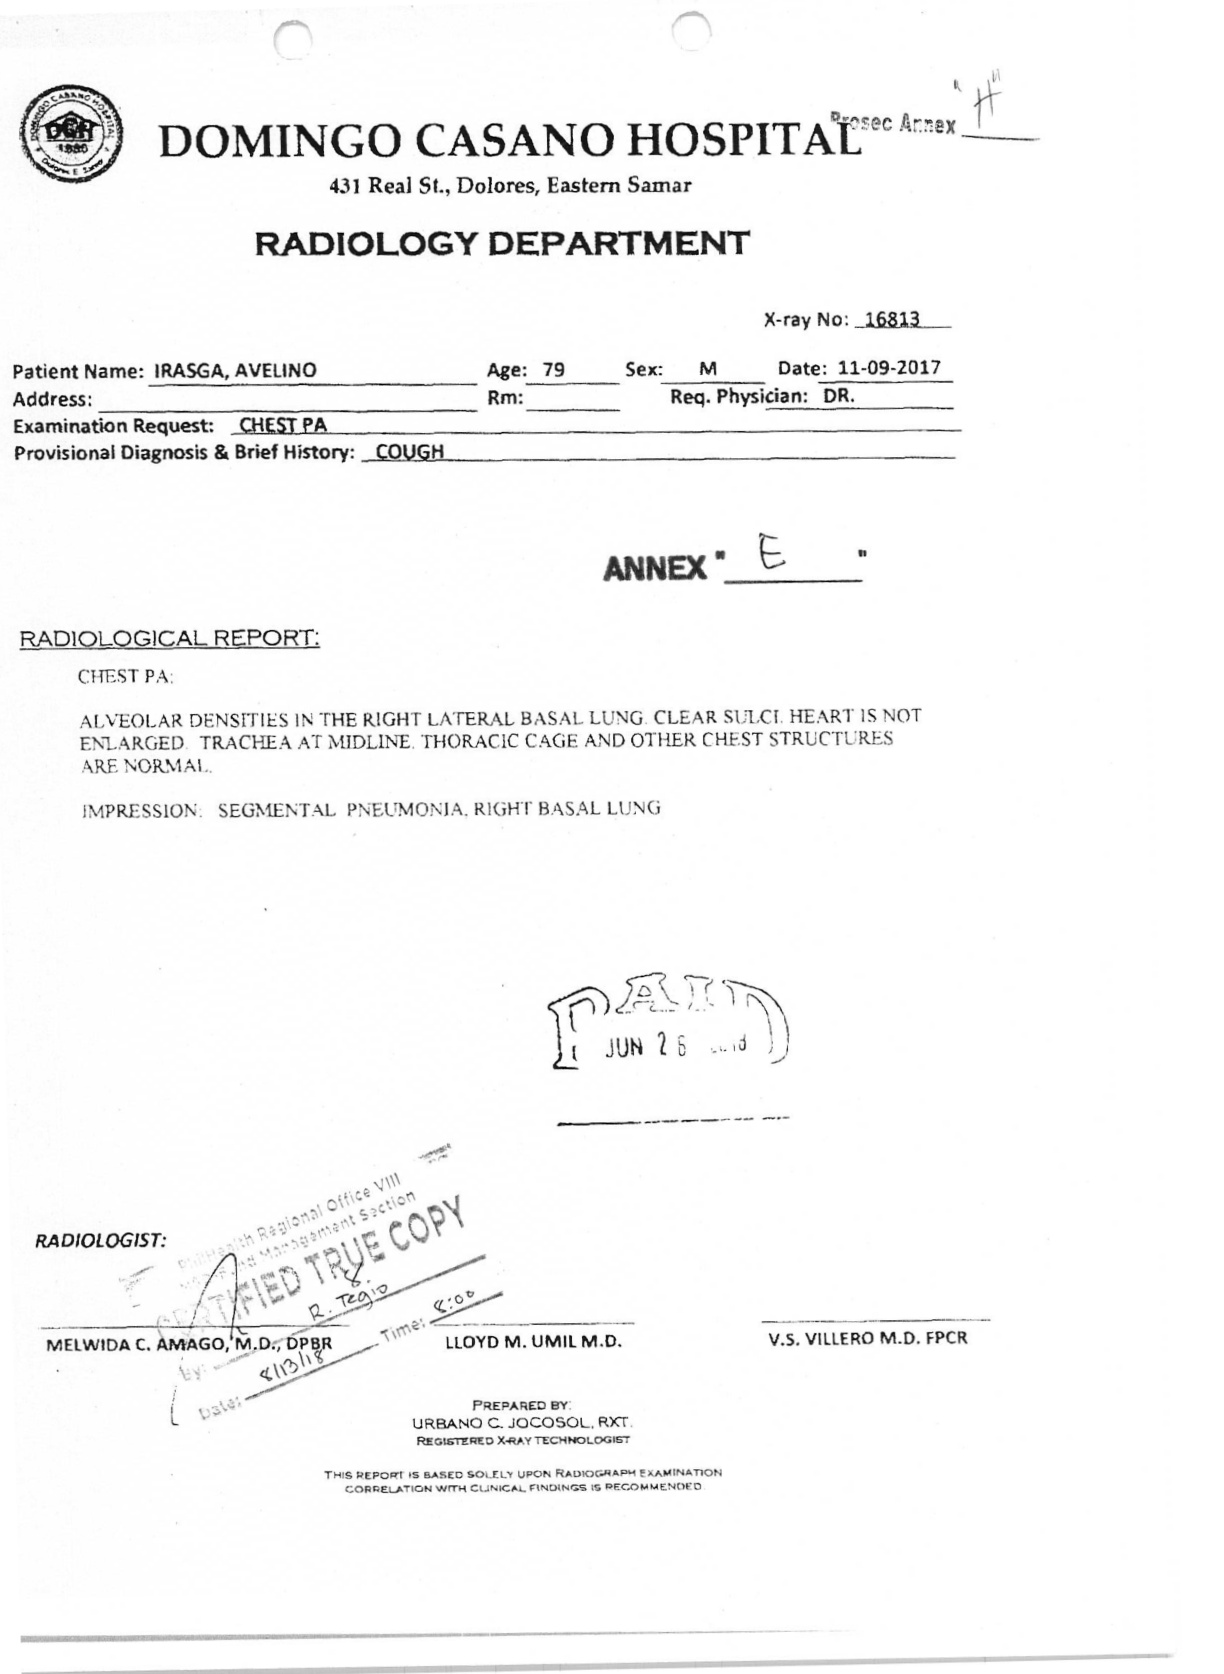 Prosec Annex "H"
DOMINGO CASANO HOSPITAL
431 Real St., Dolores, Eastern Samar
RADIOLOGY DEPARTMENT
X-ray No: 16813
Patient Name: IRASGA, AVELINO Age: 79 Sex: M Date: 11-09-2017
Address: Rm: Req. Physician: DR.
Examination Request: CHEST PA
Provisional Diagnosis & Brief History: COUGH
ANNEX "E"
RADIOLOGICAL REPORT:
CHEST PA:
ALVEOLAR DENSITIES IN THE RIGHT LATERAL BASAL LUNG. CLEAR SULCI. HEART IS NOT
ENLARGED. TRACHEA AT MIDLINE. THORACIC CAGE AND OTHER CHEST STRUCTURES
ARE NORMAL.
IMPRESSION: SEGMENTAL PNEUMONIA, RIGHT BASAL LUNG
PAID
JUN 26
PhilHealth Regional Office VIII
Management Section
CERTIFIED TRUE COPY
R. Tegio
By: Time: 8:00
Date: 8/13/18
RADIOLOGIST:
MELWIDA C. AMAGO, M.D., DPBR LLOYD M. UMIL M.D. V.S. VILLERO M.D. FPCR
PREPARED BY:
URBANO C. JOCOSOL, RXT.
REGISTERED X-RAY TECHNOLOGIST
THIS REPORT IS BASED SOLELY UPON RADIOGRAPH EXAMINATION
CORRELATION WITH CLINICAL FINDINGS IS RECOMMENDED